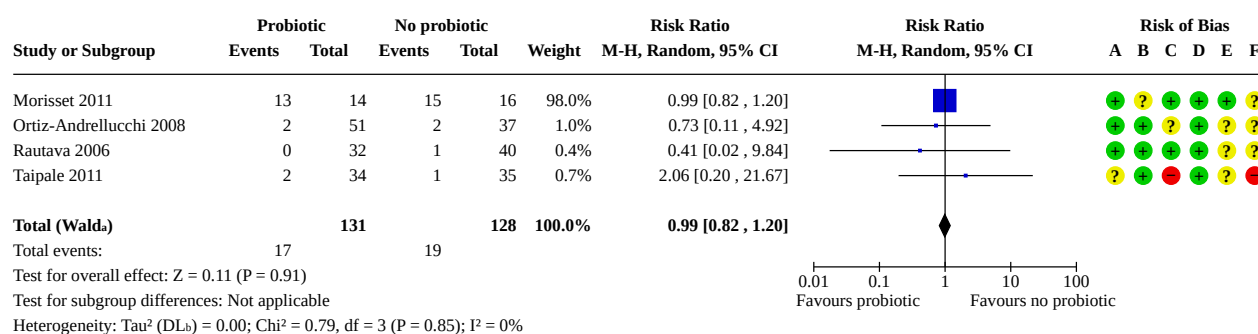 Probiotic No probiotic Risk Ratio Risk Ratio Risk of Bias
Study or Subgroup Events Total Events Total Weight M-H, Random, 95% CI M-H, Random, 95% CI A B C D E F
Morisset 2011 13 14 15 16 98.0% 0.99 [0.82 , 1.20] + ? + + + ?
Ortiz-Andrellucchi 2008 2 51 2 37 1.0% 0.73 [0.11 , 4.92] + + ? + ? ?
Rautava 2006 0 32 1 40 0.4% 0.41 [0.02 , 9.84] + + + + ? ?
Taipale 2011 2 34 1 35 0.7% 2.06 [0.20 , 21.67] ? + − + ? −
Total (Waldₐ) 131 128 100.0% 0.99 [0.82 , 1.20]
Total events: 17 19
Test for overall effect: Z = 0.11 (P = 0.91) 0.01 0.1 1 10 100
Test for subgroup differences: Not applicable Favours probiotic Favours no probiotic
Heterogeneity: Tau² (DLb) = 0.00; Chi² = 0.79, df = 3 (P = 0.85); I² = 0%